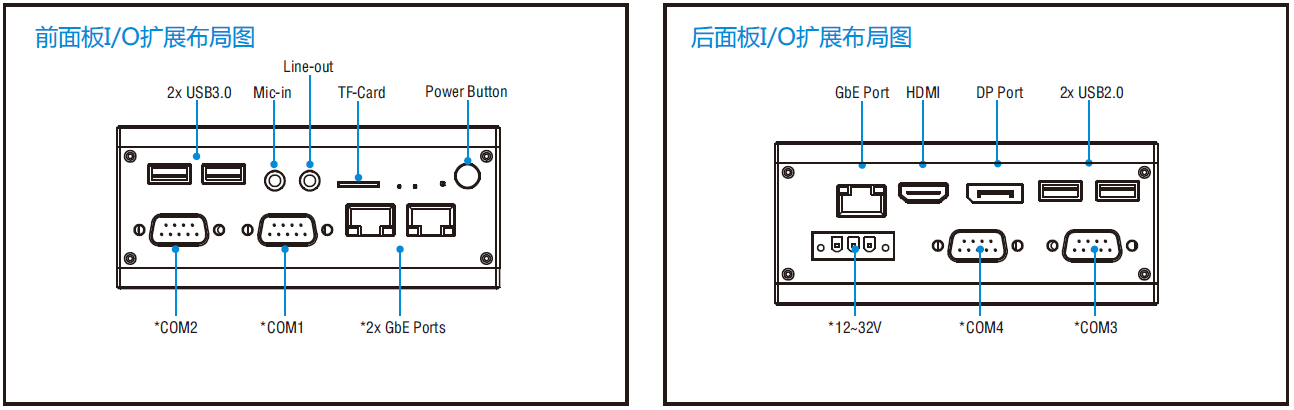 前面板I/O扩展布局图
Line-out
2x USB3.0 Mic-in TF-Card Power Button
*COM2 *COM1 *2x GbE Ports
后面板I/O扩展布局图
GbE Port HDMI DP Port 2x USB2.0
*12~32V *COM4 *COM3